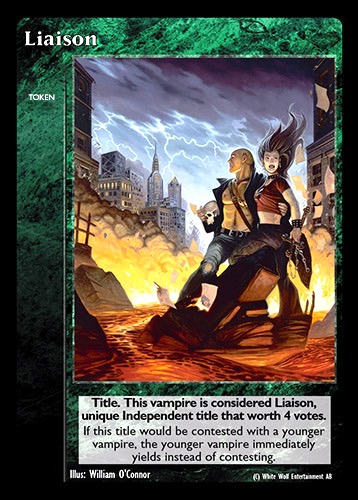 Liaison
TOKEN
Title. This vampire is considered Liaison,
unique Independent title that worth 4 votes.
If this title would be contested with a younger
vampire, the younger vampire immediately
yields instead of contesting.
Illus: William O'Connor
(C) White Wolf Entertainment AB